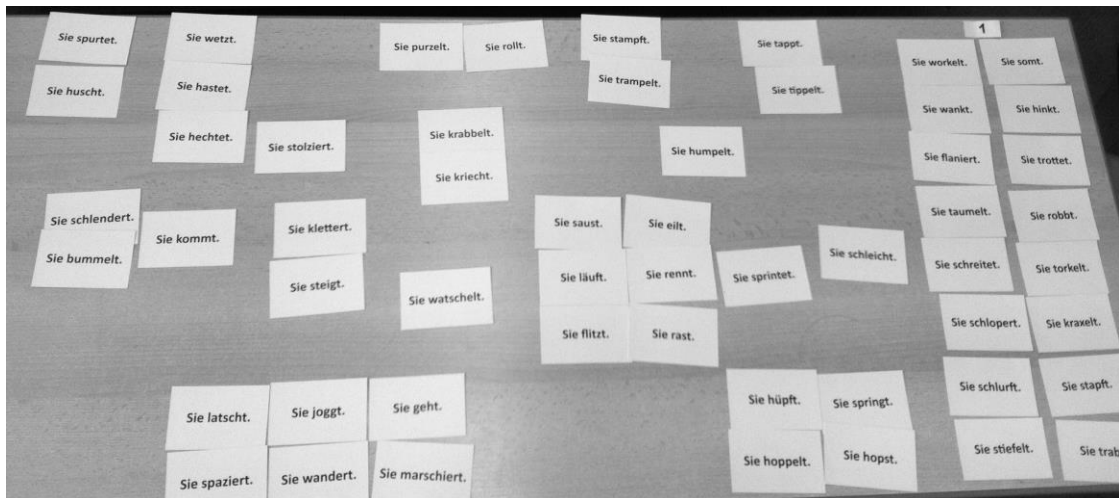 Sie spurtet.
Sie wetzt.
Sie purzelt.
Sie rollt.
Sie stampft.
Sie tappt.
1
Sie workelt.
Sie somt.
Sie huscht.
Sie hastet.
Sie trampelt.
Sie tippelt.
Sie wankt.
Sie hinkt.
Sie hechtet.
Sie stolziert.
Sie krabbelt.
Sie kriecht.
Sie humpelt.
Sie flaniert.
Sie trottet.
Sie schlendert.
Sie bummelt.
Sie kommt.
Sie klettert.
Sie steigt.
Sie watschelt.
Sie saust.
Sie eilt.
Sie läuft.
Sie rennt.
Sie sprintet.
Sie flitzt.
Sie rast.
Sie schleicht.
Sie taumelt.
Sie robbt.
Sie schreitet.
Sie torkelt.
Sie schlopert.
Sie kraxelt.
Sie latscht.
Sie joggt.
Sie geht.
Sie spaziert.
Sie wandert.
Sie marschiert.
Sie hüpft.
Sie springt.
Sie hoppelt.
Sie hopst.
Sie schlurft.
Sie stapft.
Sie stiefelt.
Sie